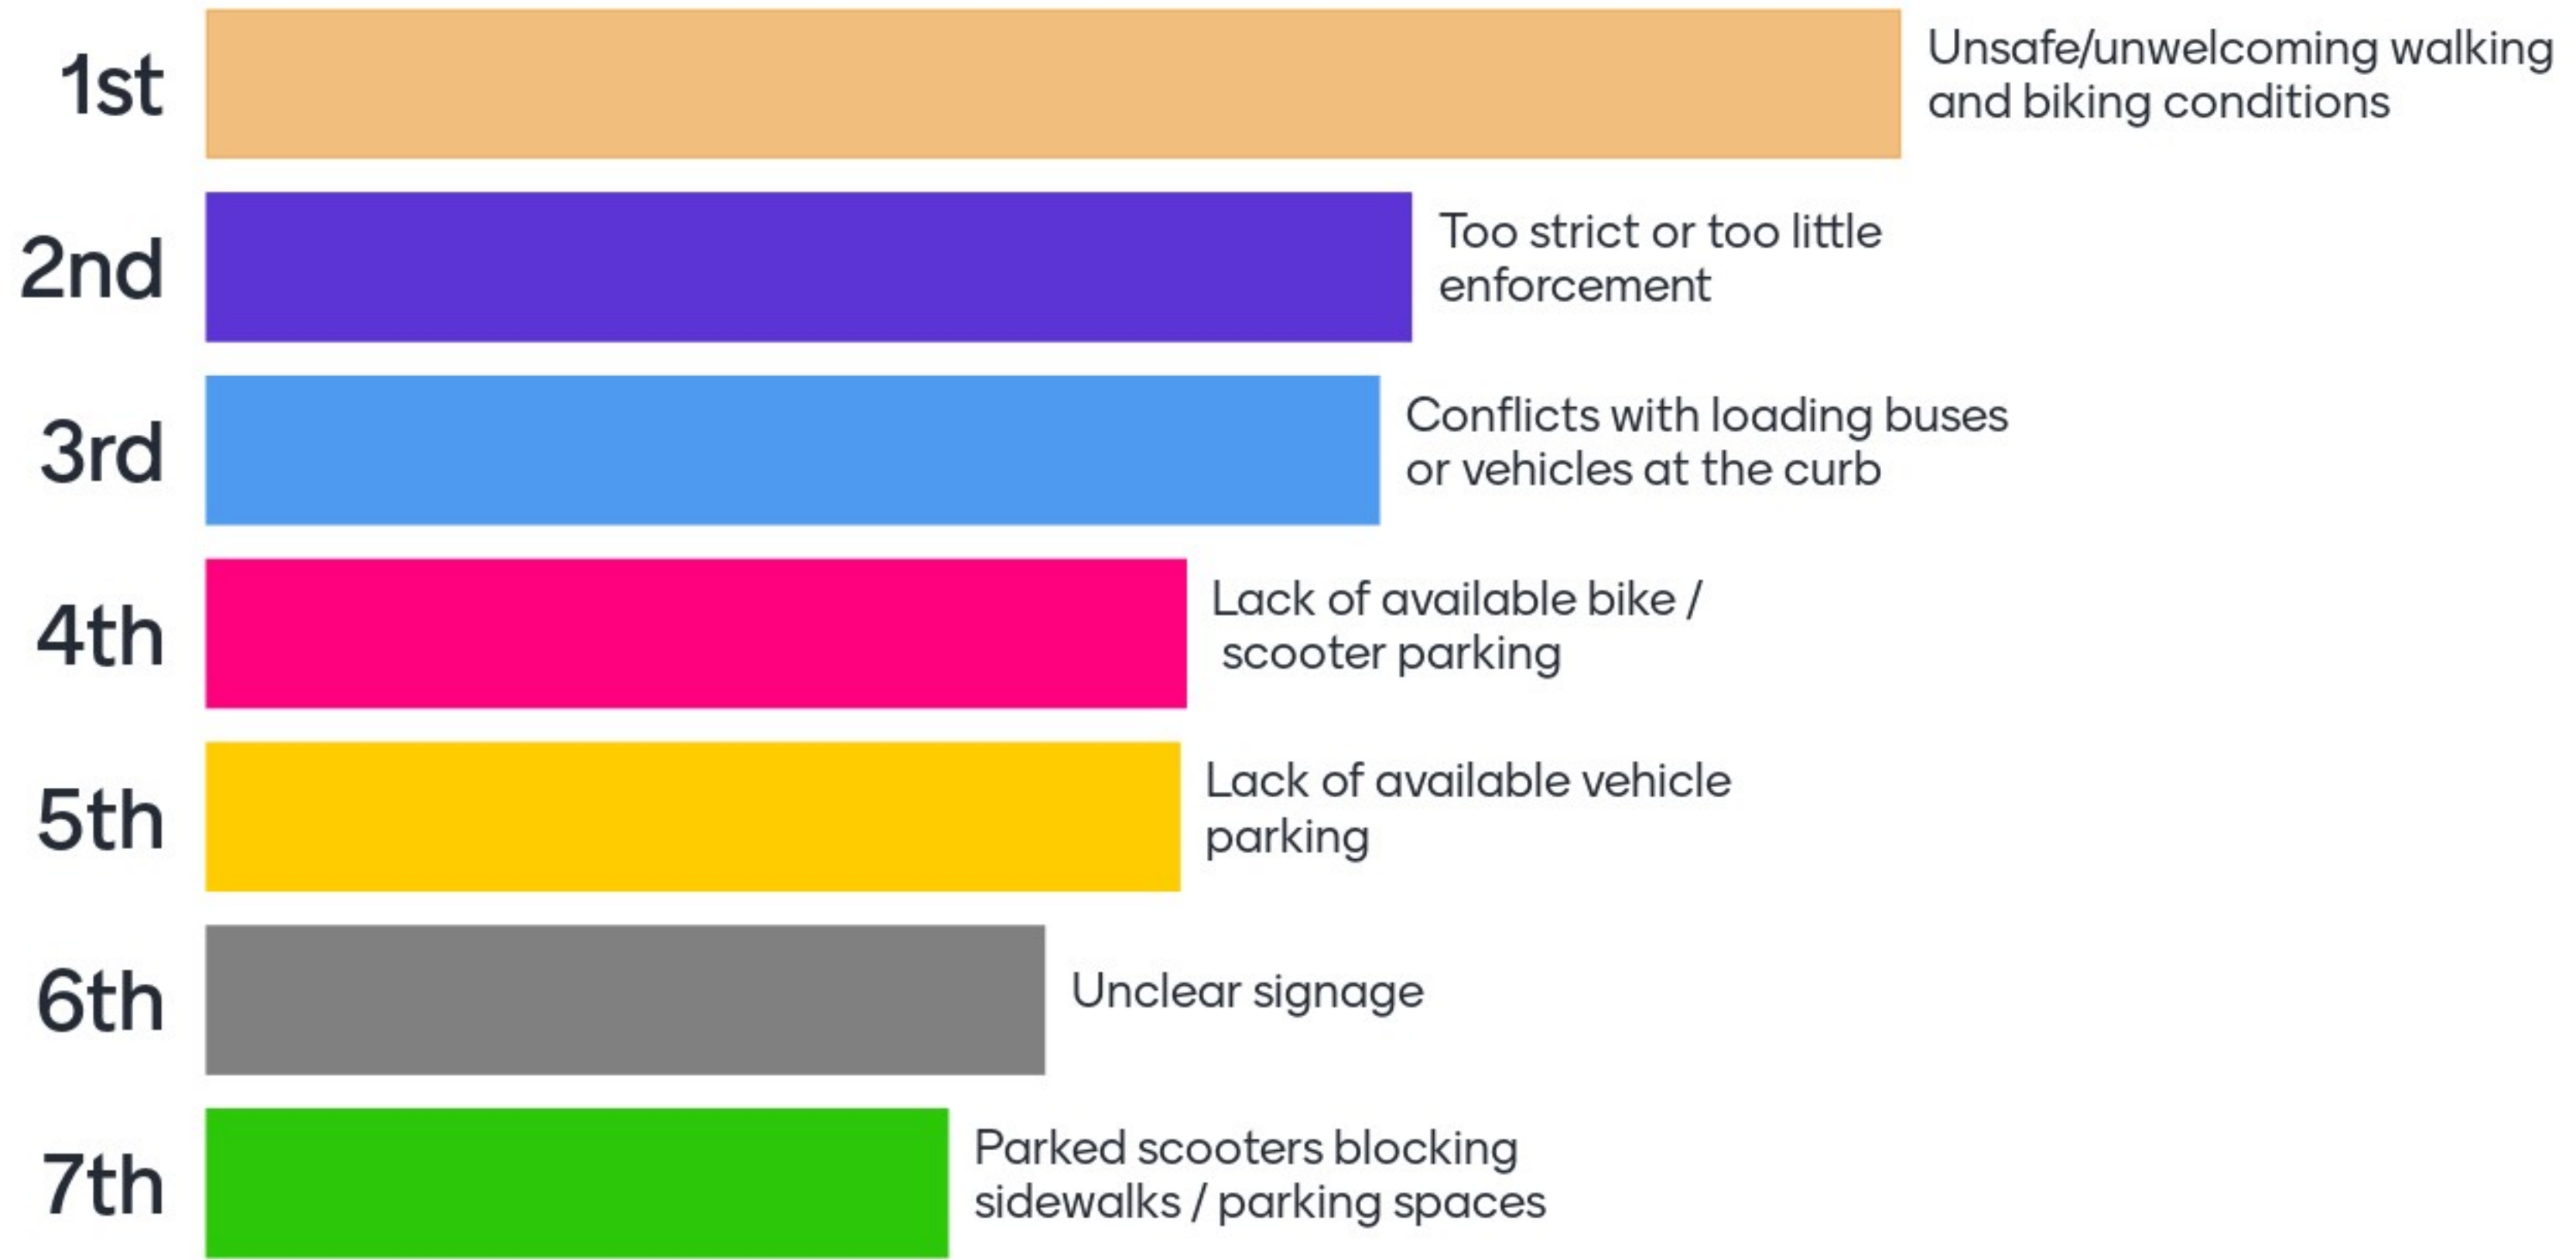 1st
Unsafe/unwelcoming walking
and biking conditions
2nd
Too strict or too little
enforcement
3rd
Conflicts with loading buses
or vehicles at the curb
4th
Lack of available bike /
scooter parking
5th
Lack of available vehicle
parking
6th
Unclear signage
7th
Parked scooters blocking
sidewalks / parking spaces